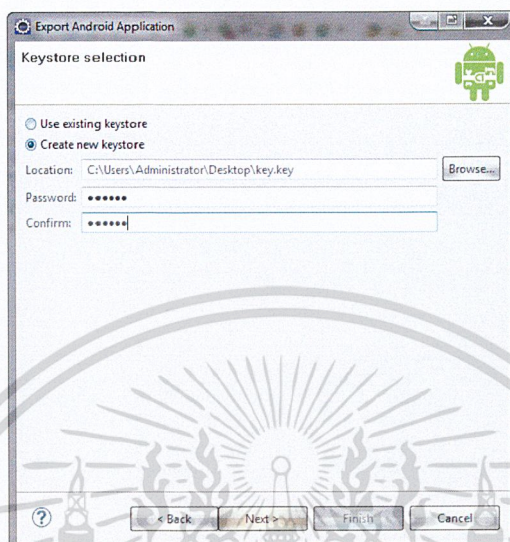 Export Android Application
Keystore selection
Use existing keystore
Create new keystore
Location: C:\Users\Administrator\Desktop\key.key Browse...
Password: ••••••
Confirm: ••••••
? < Back Next > Finish Cancel